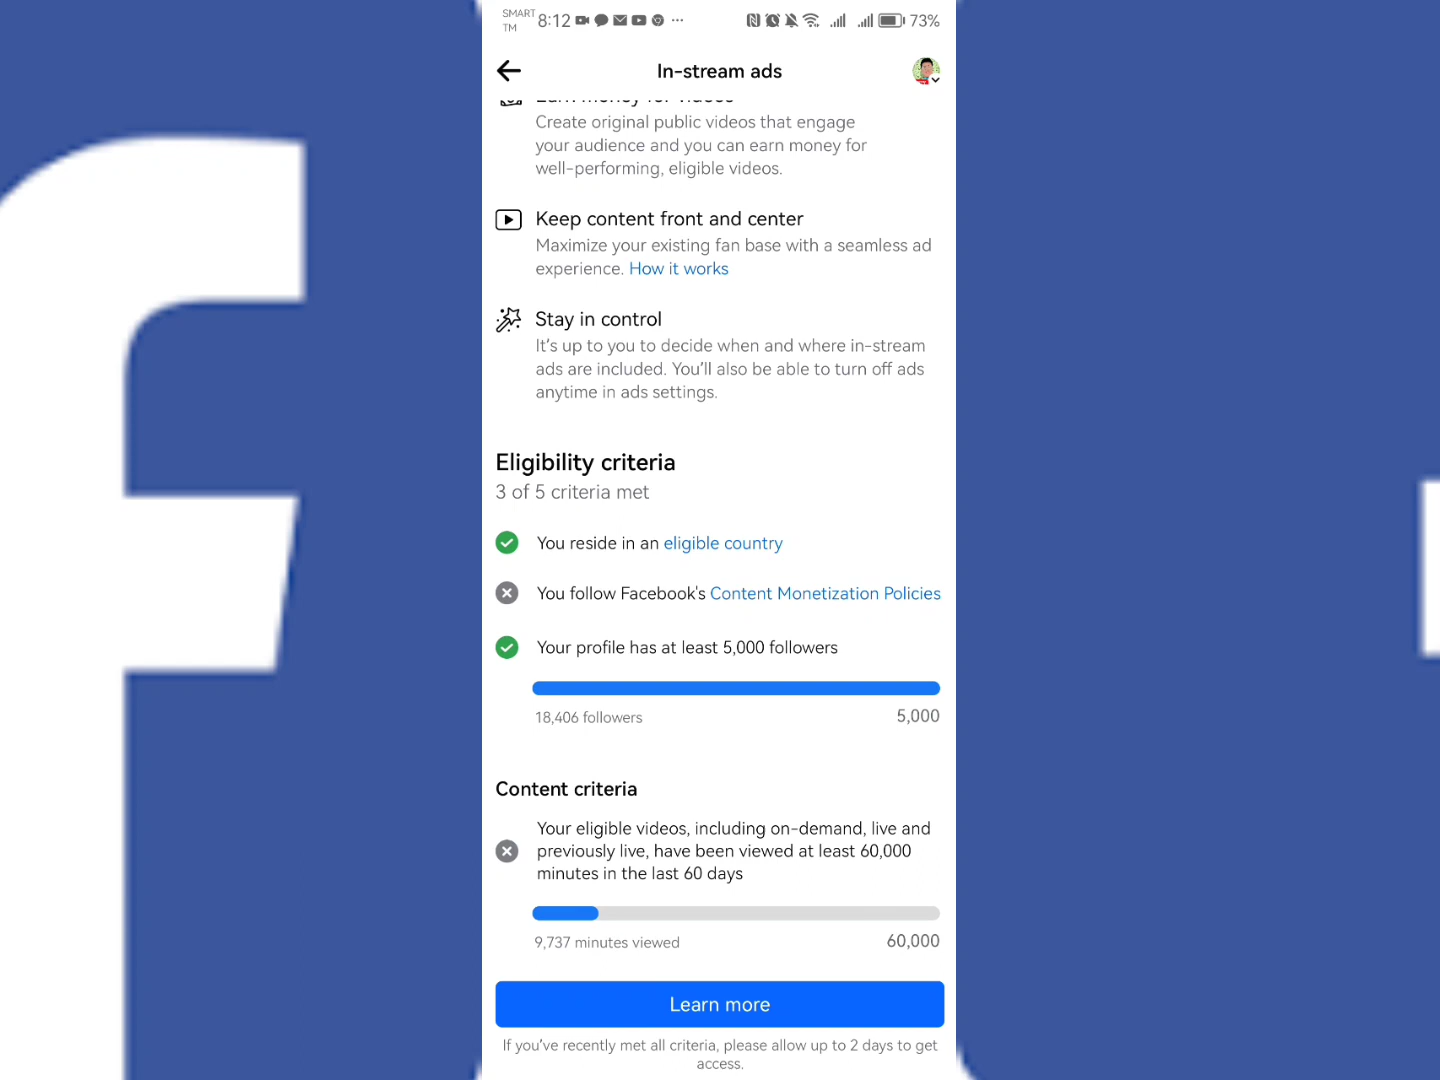 SMART
TM
8:12
73%
In-stream ads
Earn money for videos
Create original public videos that engage
your audience and you can earn money for
well-performing, eligible videos.
Keep content front and center
Maximize your existing fan base with a seamless ad
experience. How it works
Stay in control
It's up to you to decide when and where in-stream
ads are included. You'll also be able to turn off ads
anytime in ads settings.
Eligibility criteria
3 of 5 criteria met
You reside in an eligible country
You follow Facebook's Content Monetization Policies
Your profile has at least 5,000 followers
18,406 followers
5,000
Content criteria
Your eligible videos, including on-demand, live and
previously live, have been viewed at least 60,000
minutes in the last 60 days
9,737 minutes viewed
60,000
Learn more
If you've recently met all criteria, please allow up to 2 days to get
access.